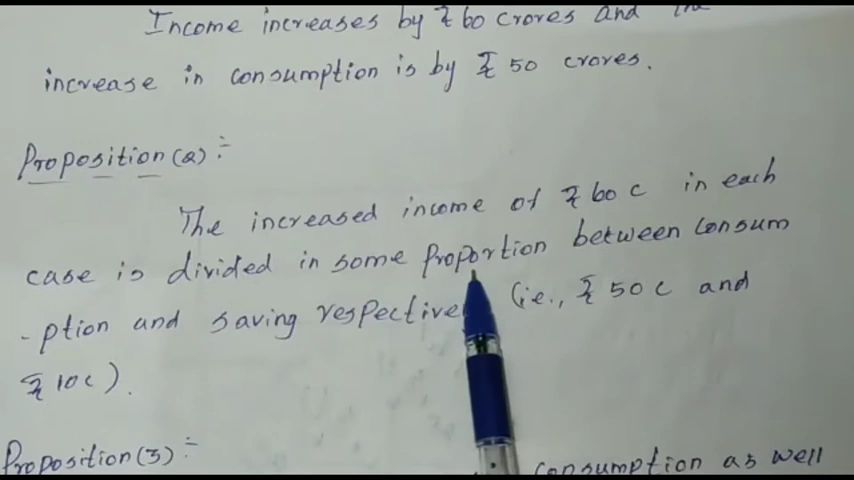 Income increases by ₹ 60 crores and the
increase in consumption is by ₹ 50 crores.
Proposition (2) :-
The increased income of ₹ 60 c in each
case is divided in some proportion between consum
-ption and saving respective (i.e., ₹ 50 c and
₹ 10 c).
Proposition (3) :-
consumption as well